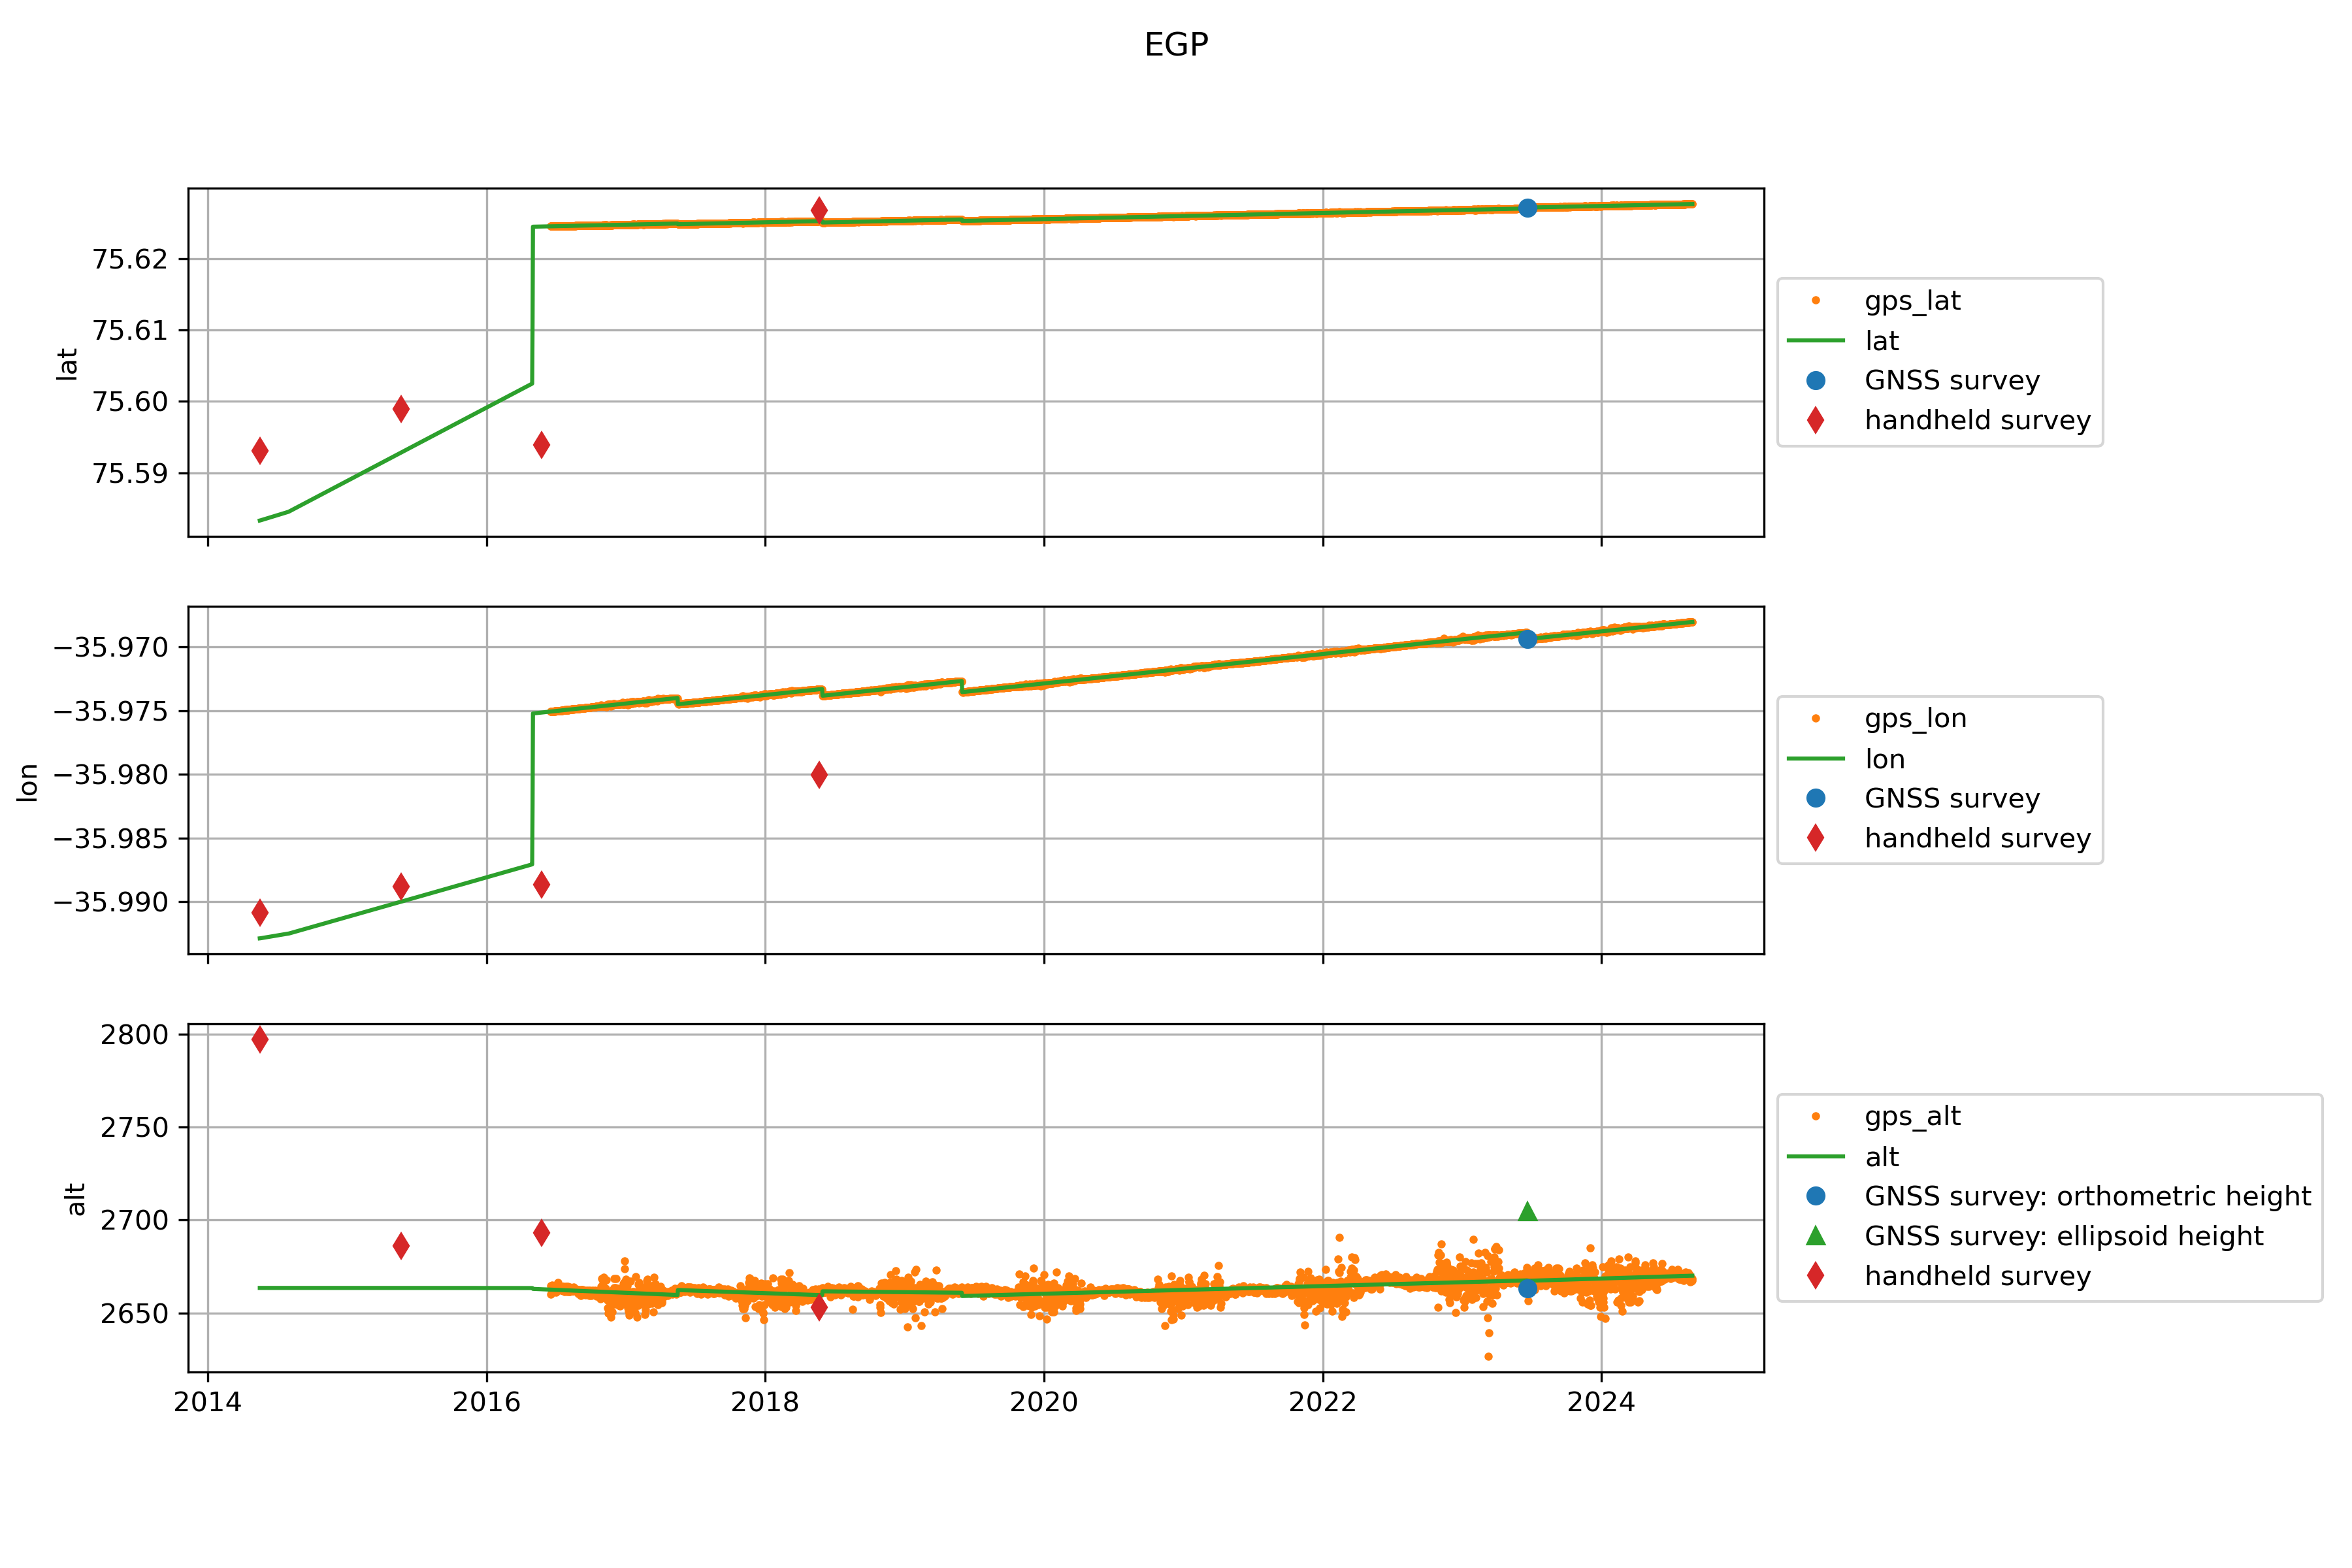 EGP
lat
75.62
75.61
75.60
75.59
gps_lat
lat
GNSS survey
handheld survey
lon
−35.970
−35.975
−35.980
−35.985
−35.990
gps_lon
lon
GNSS survey
handheld survey
alt
2800
2750
2700
2650
gps_alt
alt
GNSS survey: orthometric height
GNSS survey: ellipsoid height
handheld survey
2014 2016 2018 2020 2022 2024